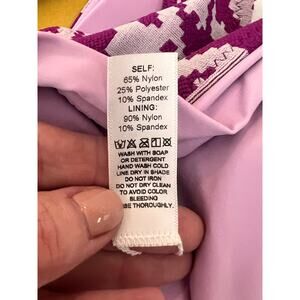 SELF:
65% Nylon
25% Polyester
10% Spandex
LINING:
90% Nylon
10% Spandex
WASH WITH SOAP
OR DETERGENT
HAND WASH COLD
LINE DRY IN SHADE
DO NOT IRON
DO NOT DRY CLEAN
TO AVOID COLOR
BLEEDING
THOROUGHLY.